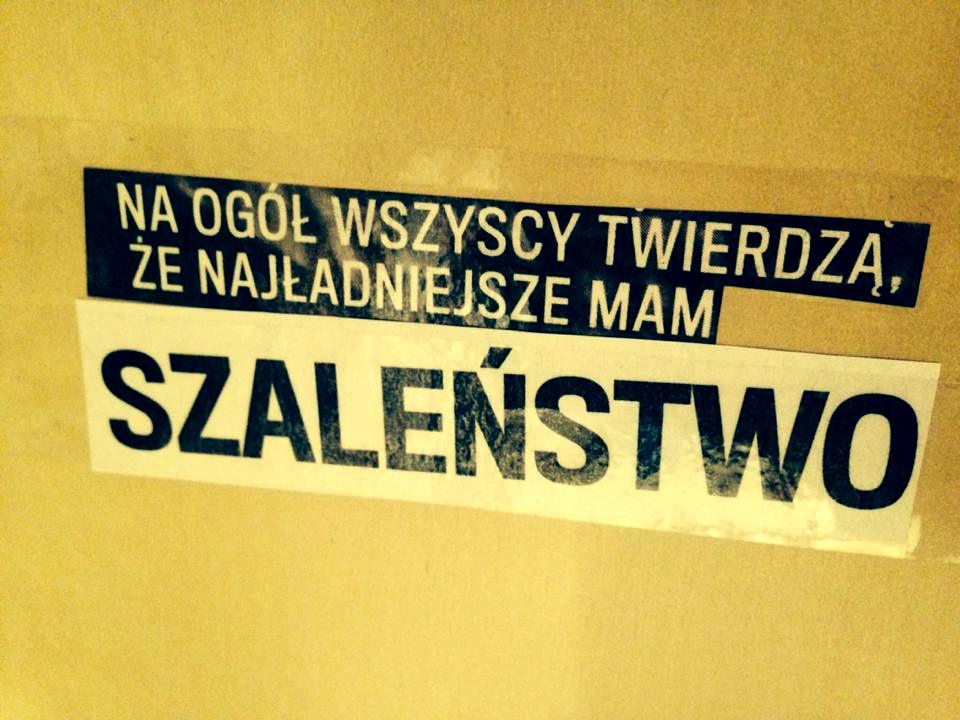 NA OGÓŁ WSZYSCY TWIERDZĄ,
ŻE NAJŁADNIEJSZE MAM
SZALEŃSTWO